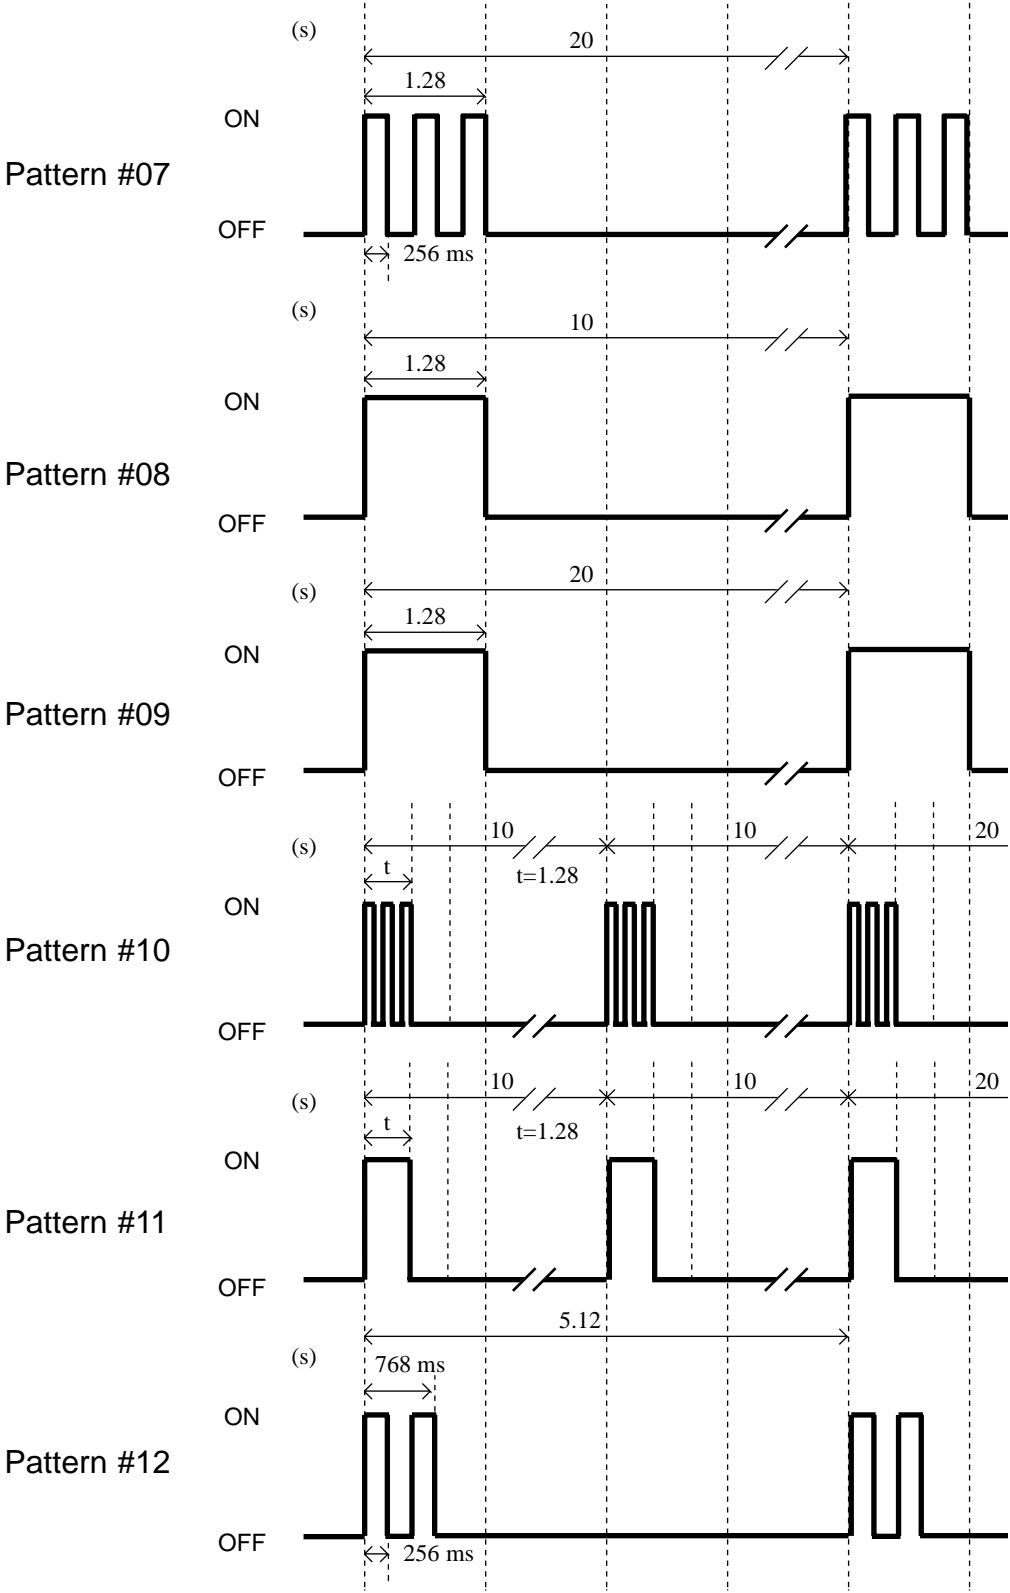 (s)
20
1.28
ON
Pattern #07
OFF
256 ms
(s)
10
1.28
ON
Pattern #08
OFF
(s)
20
1.28
ON
Pattern #09
OFF
(s)
10
10
20
t
t=1.28
ON
Pattern #10
OFF
(s)
10
10
20
t
t=1.28
ON
Pattern #11
OFF
5.12
(s)
768 ms
ON
Pattern #12
OFF
256 ms